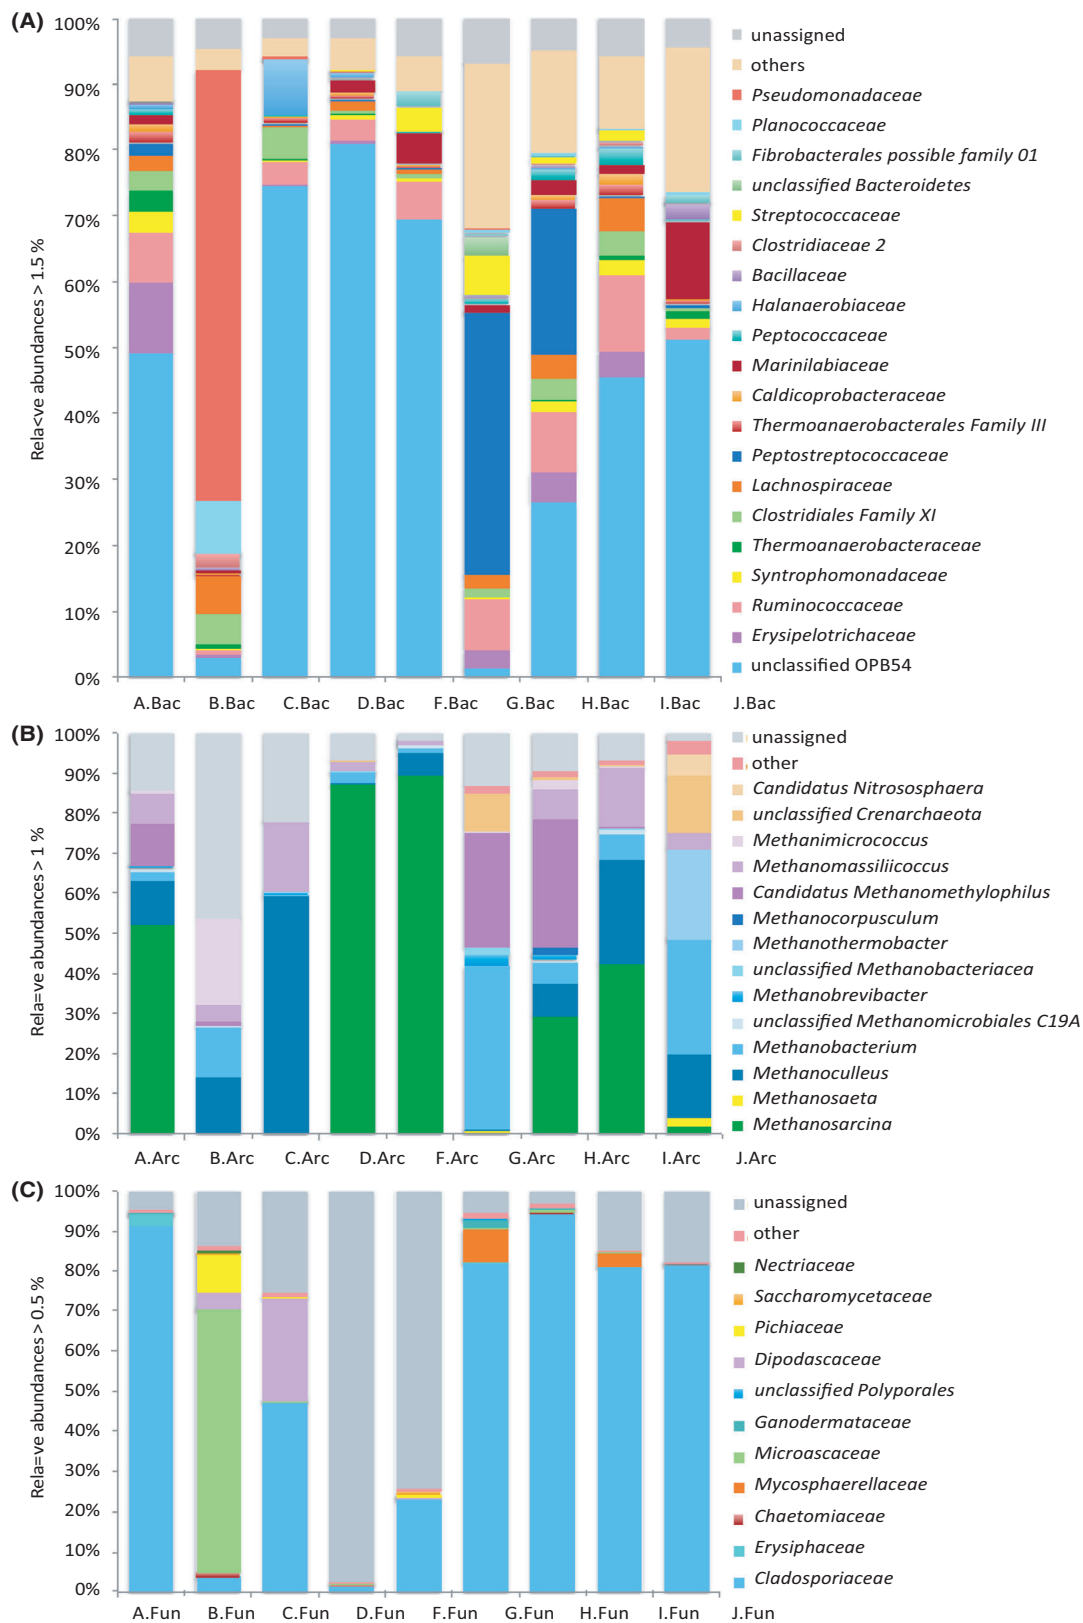 (A)
100%
90%
80%
70%
60%
50%
40%
30%
20%
10%
0%
Rela<ve abundances > 1.5 %
A.Bac B.Bac C.Bac D.Bac F.Bac G.Bac H.Bac I.Bac J.Bac
unassigned
others
Pseudomonadaceae
Planococcaceae
Fibrobacterales possible family 01
unclassified Bacteroidetes
Streptococcaceae
Clostridiaceae 2
Bacillaceae
Halanaerobiaceae
Peptococcaceae
Marinilabiaceae
Caldicoprobacteraceae
Thermoanaerobacterales Family III
Peptostreptococcaceae
Lachnospiraceae
Clostridiales Family XI
Thermoanaerobacteraceae
Syntrophomonadaceae
Ruminococcaceae
Erysipelotrichaceae
unclassified OPB54
(B)
100%
90%
80%
70%
60%
50%
40%
30%
20%
10%
0%
Rela=ve abundances > 1 %
A.Arc B.Arc C.Arc D.Arc F.Arc G.Arc H.Arc I.Arc J.Arc
unassigned
other
Candidatus Nitrososphaera
unclassified Crenarchaeota
Methanimicrococcus
Methanomassiliicoccus
Candidatus Methanomethylophilus
Methanocorpusculum
Methanothermobacter
unclassified Methanobacteriacea
Methanobrevibacter
unclassified Methanomicrobiales C19A
Methanobacterium
Methanoculleus
Methanosaeta
Methanosarcina
(C)
100%
90%
80%
70%
60%
50%
40%
30%
20%
10%
0%
Rela=ve abundances > 0.5 %
A.Fun B.Fun C.Fun D.Fun F.Fun G.Fun H.Fun I.Fun J.Fun
unassigned
other
Nectriaceae
Saccharomycetaceae
Pichiaceae
Dipodascaceae
unclassified Polyporales
Ganodermataceae
Microascaceae
Mycosphaerellaceae
Chaetomiaceae
Erysiphaceae
Cladosporiaceae